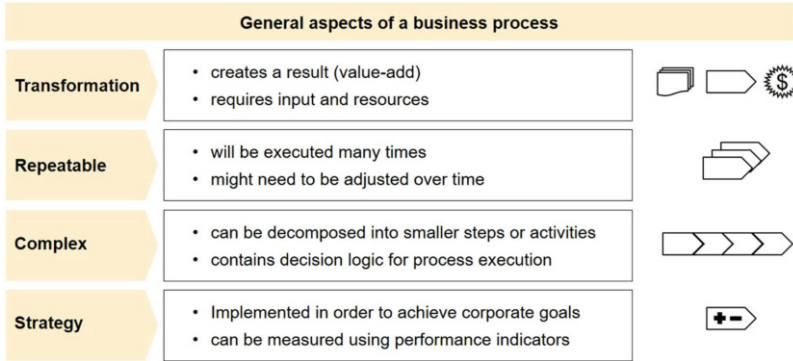 General aspects of a business process
Transformation
• creates a result (value-add)
• requires input and resources
$
Repeatable
• will be executed many times
• might need to be adjusted over time
Complex
• can be decomposed into smaller steps or activities
• contains decision logic for process execution
Strategy
• Implemented in order to achieve corporate goals
• can be measured using performance indicators
+ -